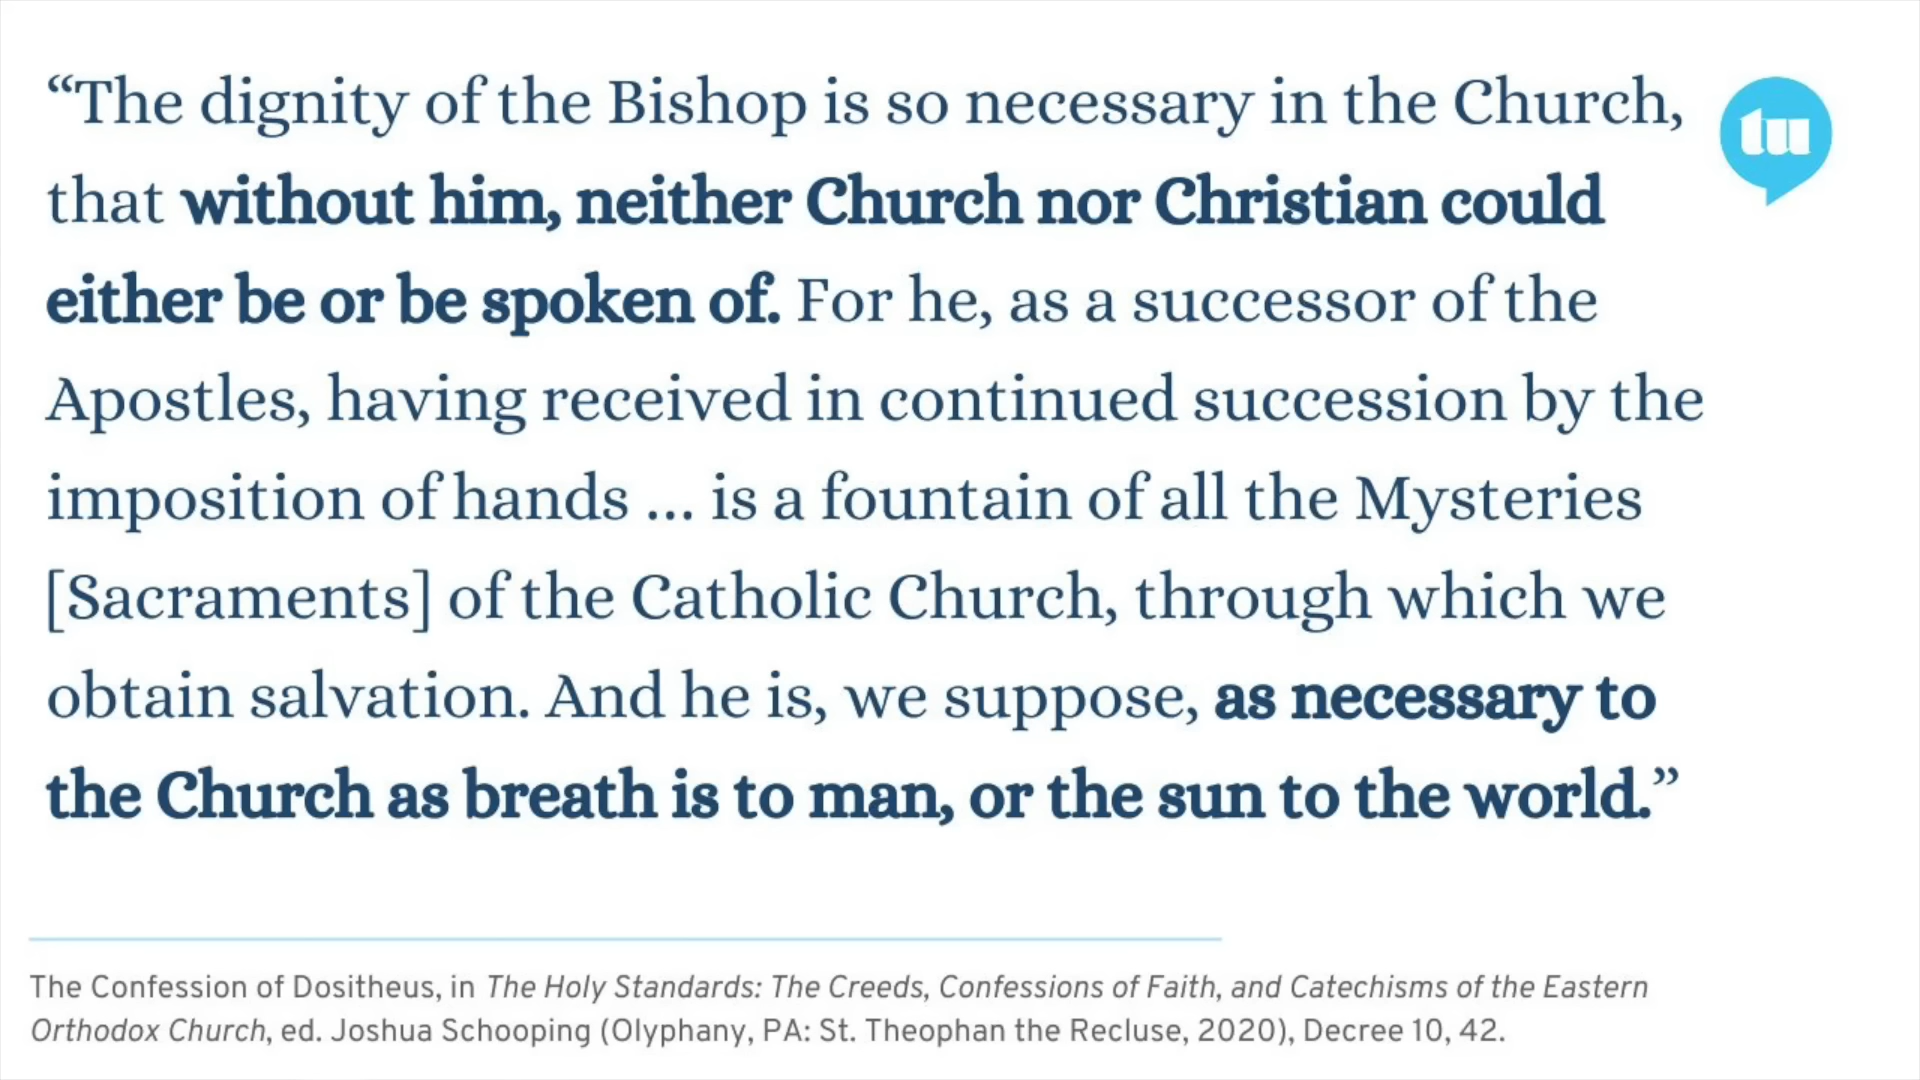 “The dignity of the Bishop is so necessary in the Church,
that without him, neither Church nor Christian could
either be or be spoken of. For he, as a successor of the
Apostles, having received in continued succession by the
imposition of hands ... is a fountain of all the Mysteries
[Sacraments] of the Catholic Church, through which we
obtain salvation. And he is, we suppose, as necessary to
the Church as breath is to man, or the sun to the world.”
tu
The Confession of Dositheus, in The Holy Standards: The Creeds, Confessions of Faith, and Catechisms of the Eastern
Orthodox Church, ed. Joshua Schooping (Olyphant, PA: St. Theophan the Recluse, 2020), Decree 10, 42.